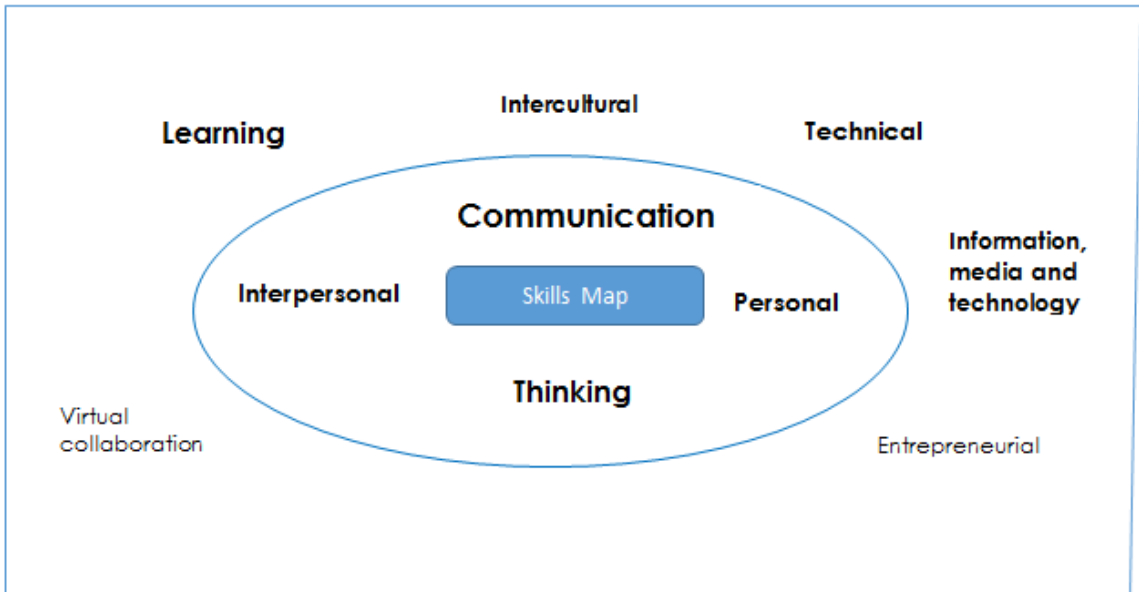 Intercultural
Learning
Technical
Communication
Information,
media and
technology
Interpersonal
Skills Map
Personal
Thinking
Virtual
collaboration
Entrepreneurial